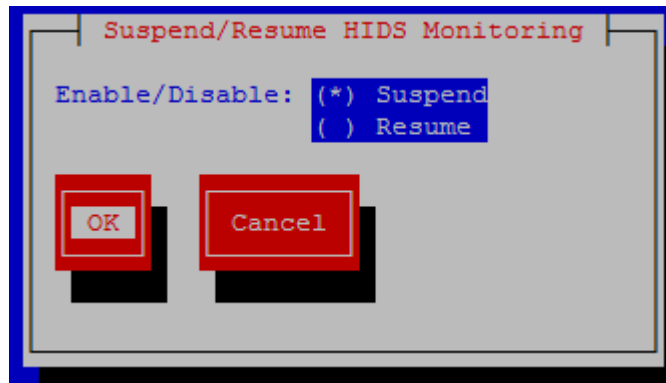 Suspend/Resume HIDS Monitoring
Enable/Disable: (*) Suspend
( ) Resume
OK Cancel